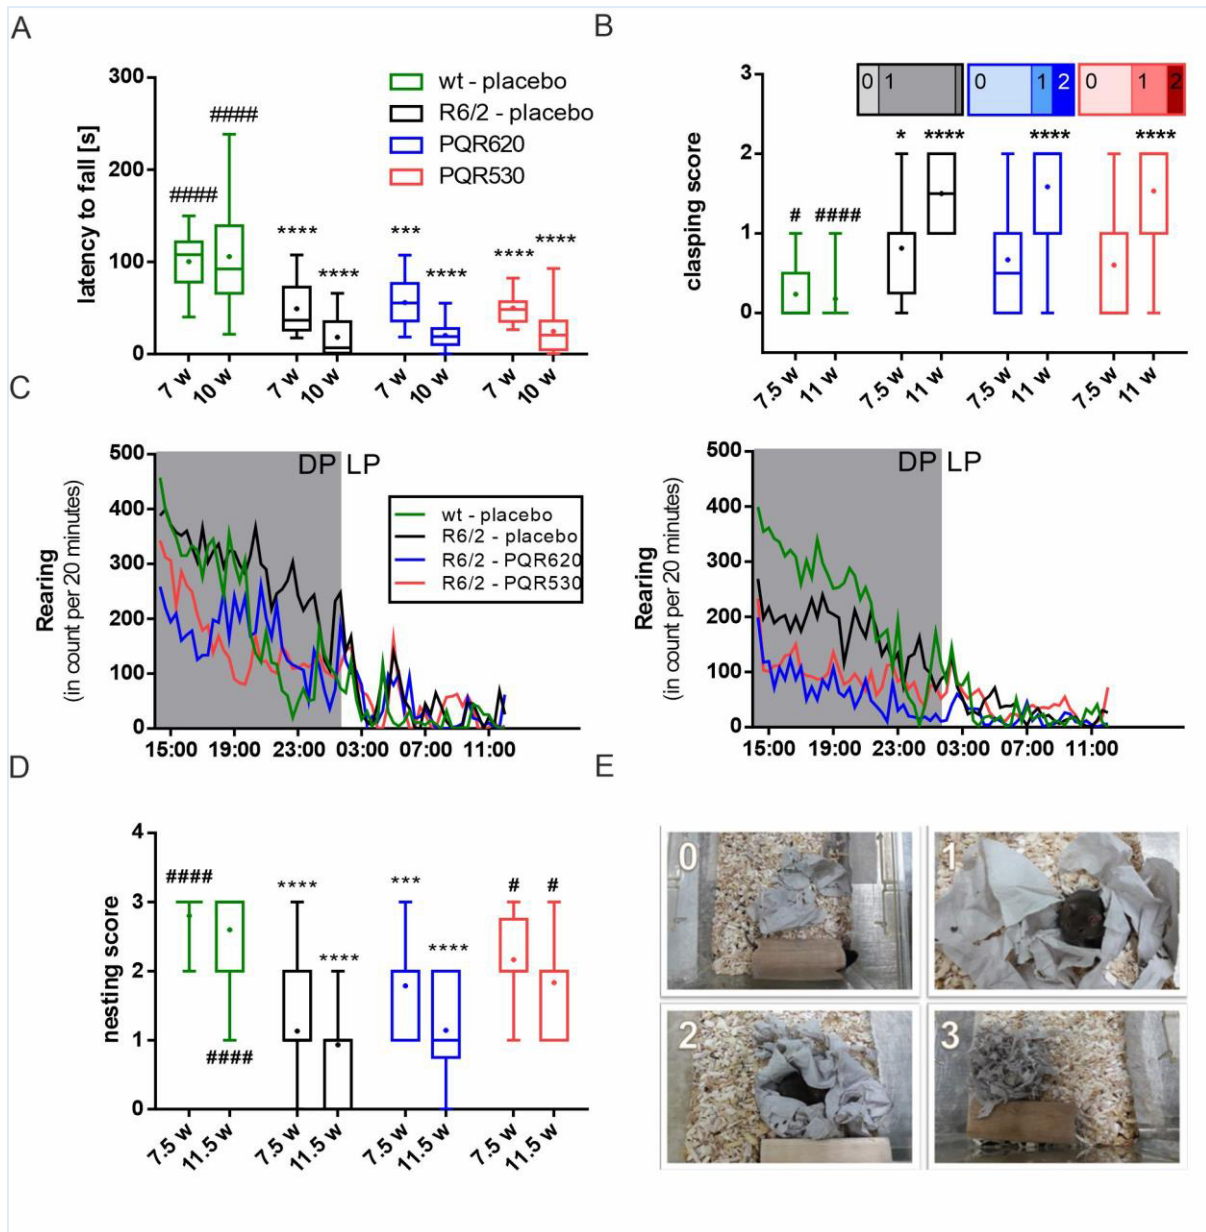 A
300
200
100
0
latency to fall [s]
####
####
****
****
***
****
****
****
wt - placebo
R6/2 - placebo
PQR620
PQR530
7 w
10 w
7 w
10 w
7 w
10 w
7 w
10 w
B
3
2
1
0
clasping score
0 1
0 1 2
0 1 2
#
####
*
****
****
****
7.5 w
11 w
7.5 w
11 w
7.5 w
11 w
7.5 w
11 w
C
500
400
300
200
100
0
Rearing
(in count per 20 minutes)
DP LP
wt - placebo
R6/2 - placebo
R6/2 - PQR620
R6/2 - PQR530
15:00 19:00 23:00 03:00 07:00 11:00
500
400
300
200
100
0
Rearing
(in count per 20 minutes)
DP LP
15:00 19:00 23:00 03:00 07:00 11:00
D
4
3
2
1
0
nesting score
####
####
****
****
***
****
#
#
7.5 w
11.5 w
7.5 w
11.5 w
7.5 w
11.5 w
7.5 w
11.5 w
E
0
1
2
3